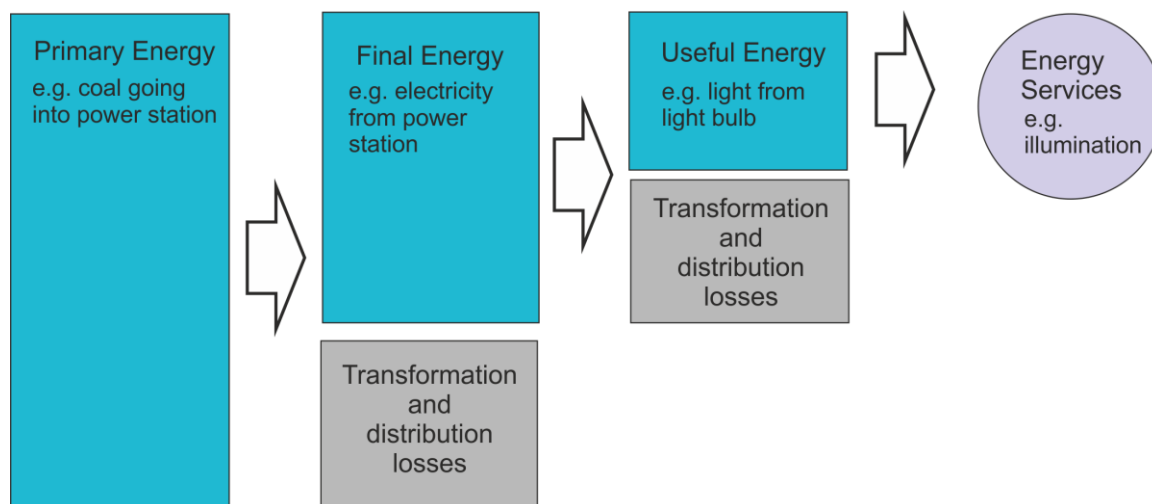 Primary Energy
e.g. coal going
into power station
Final Energy
e.g. electricity
from power
station
Useful Energy
e.g. light from
light bulb
Energy
Services
e.g.
illumination
Transformation
and
distribution
losses
Transformation
and
distribution
losses